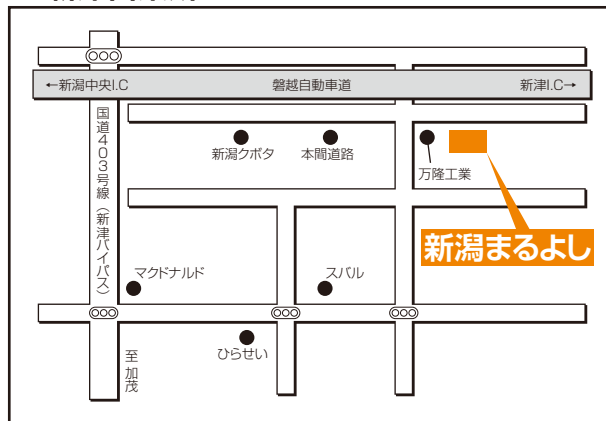 ←新潟中央I.C
磐越自動車道
新津I.C→
国道403号線（新津バイパス）
新潟クボタ
本間道路
万隆工業
新潟まるよし
マクドナルド
スバル
ひらせい
至加茂